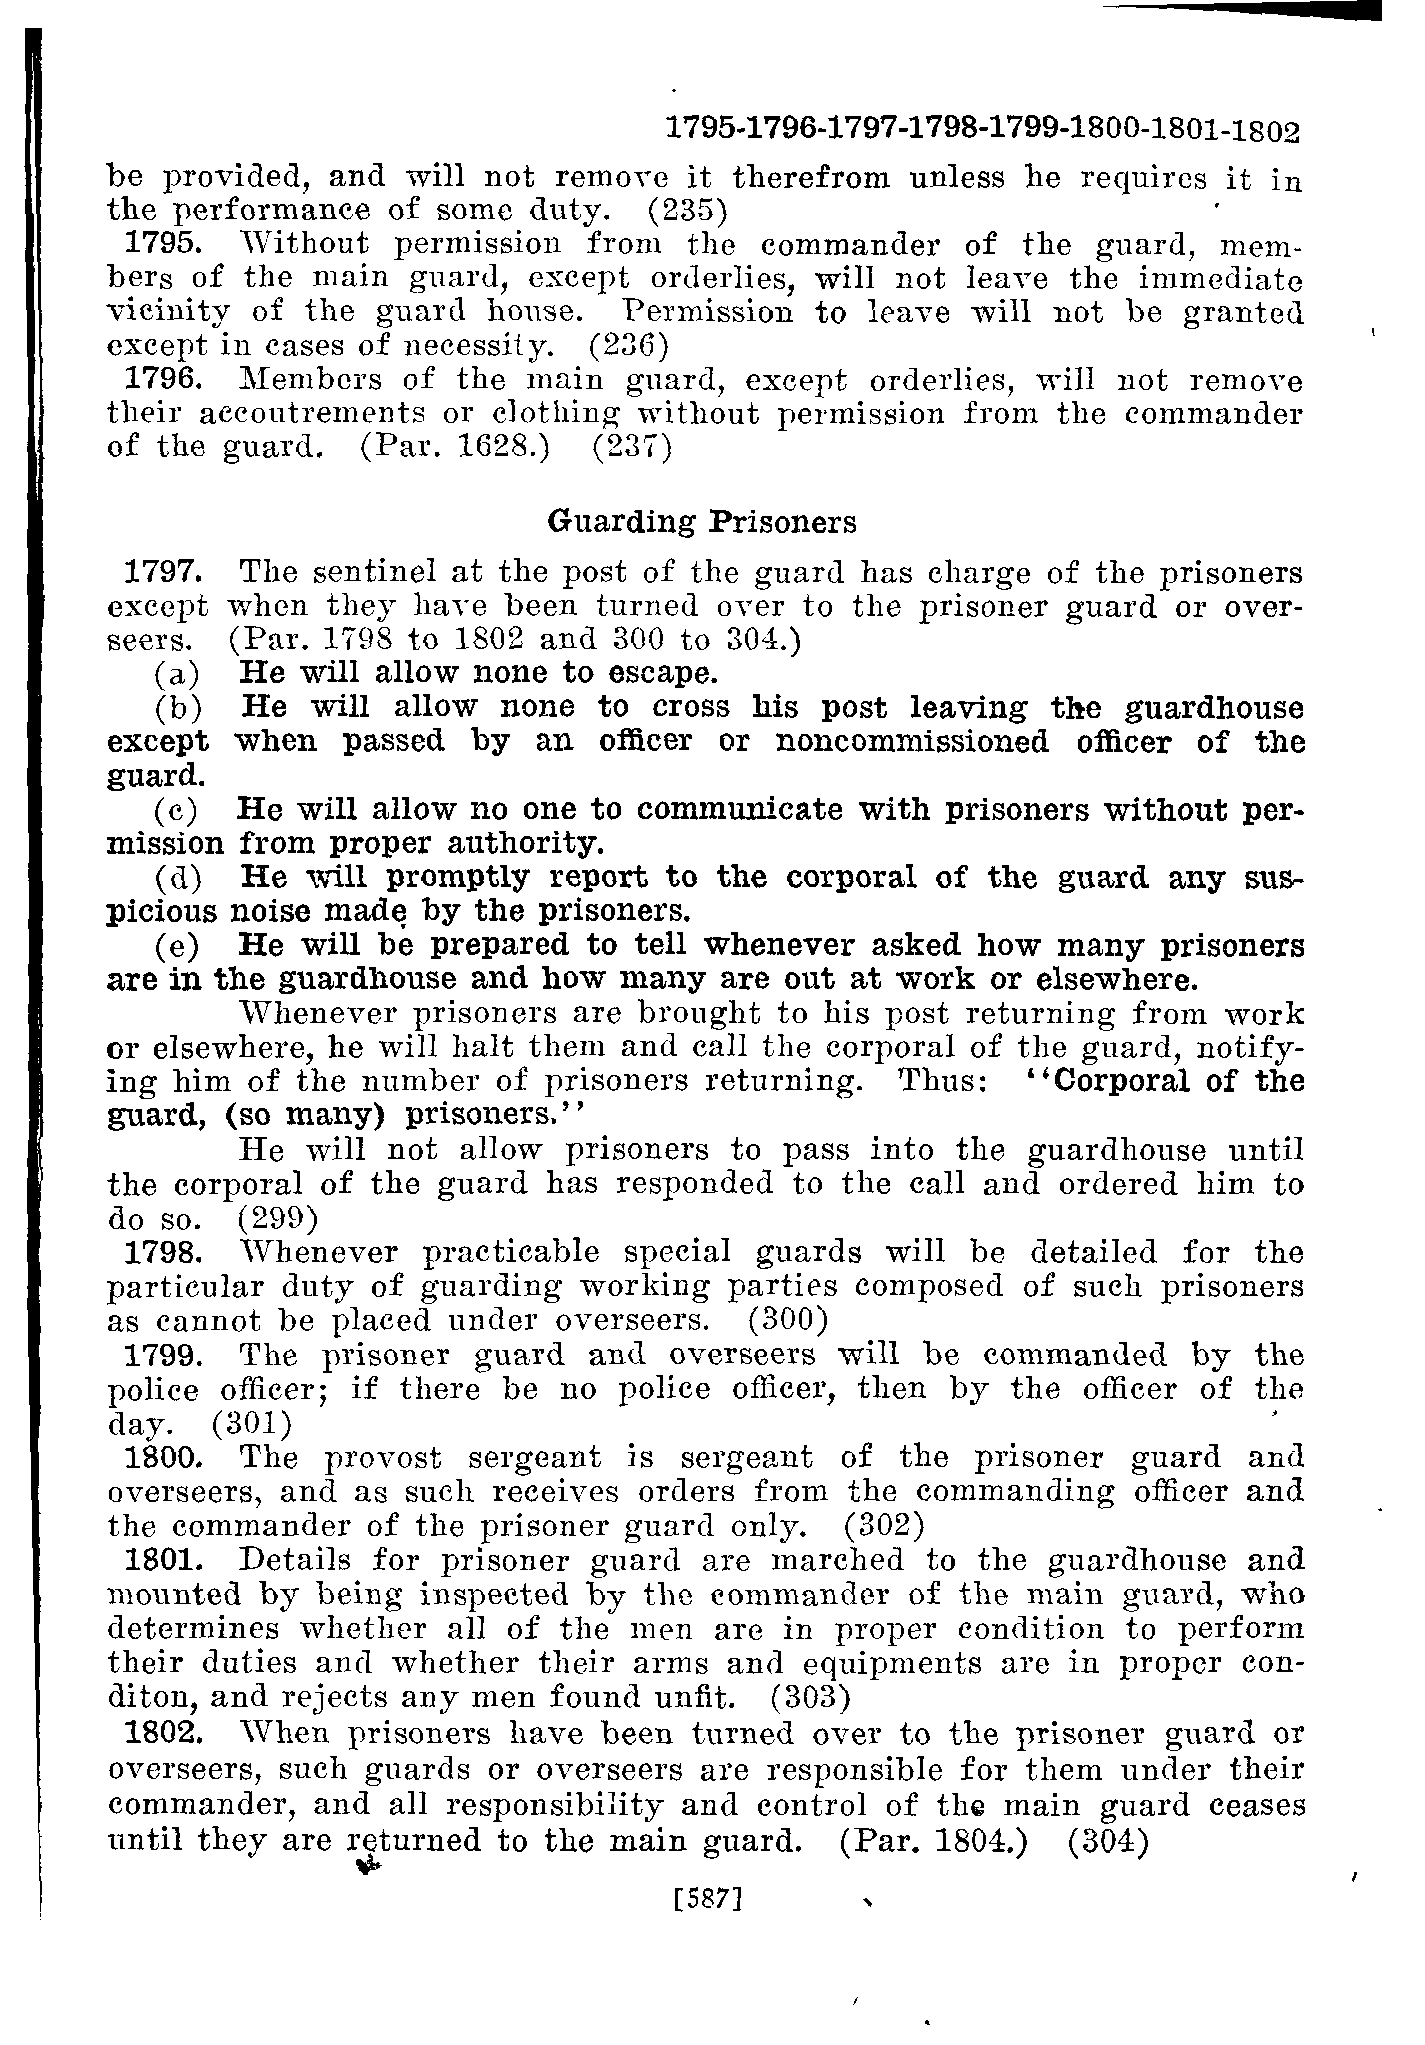 1795-1796-1797-1798-1799-1800-1801-1802
be provided, and will not remove it therefrom unless he requires it in
the performance of some duty. (235)
1795. Without permission from the commander of the guard, mem-
bers of the main guard, except orderlies, will not leave the immediate
vicinity of the guard house. Permission to leave will not be granted
except in cases of necessity. (236)
1796. Members of the main guard, except orderlies, will not remove
their accoutrements or clothing without permission from the commander
of the guard. (Par. 1628.) (237)
Guarding Prisoners
1797. The sentinel at the post of the guard has charge of the prisoners
except when they have been turned over to the prisoner guard or over-
seers. (Par. 1798 to 1802 and 300 to 304.)
(a) He will allow none to escape.
(b) He will allow none to cross his post leaving the guardhouse
except when passed by an officer or noncommissioned officer of the
guard.
(c) He will allow no one to communicate with prisoners without per-
mission from proper authority.
(d) He will promptly report to the corporal of the guard any sus-
picious noise made by the prisoners.
(e) He will be prepared to tell whenever asked how many prisoners
are in the guardhouse and how many are out at work or elsewhere.
Whenever prisoners are brought to his post returning from work
or elsewhere, he will halt them and call the corporal of the guard, notify-
ing him of the number of prisoners returning. Thus: ‘‘Corporal of the
guard, (so many) prisoners.’’
He will not allow prisoners to pass into the guardhouse until
the corporal of the guard has responded to the call and ordered him to
do so. (299)
1798. Whenever practicable special guards will be detailed for the
particular duty of guarding working parties composed of such prisoners
as cannot be placed under overseers. (300)
1799. The prisoner guard and overseers will be commanded by the
police officer; if there be no police officer, then by the officer of the
day. (301)
1800. The provost sergeant is sergeant of the prisoner guard and
overseers, and as such receives orders from the commanding officer and
the commander of the prisoner guard only. (302)
1801. Details for prisoner guard are marched to the guardhouse and
mounted by being inspected by the commander of the main guard, who
determines whether all of the men are in proper condition to perform
their duties and whether their arms and equipments are in proper con-
diton, and rejects any men found unfit. (303)
1802. When prisoners have been turned over to the prisoner guard or
overseers, such guards or overseers are responsible for them under their
commander, and all responsibility and control of the main guard ceases
until they are returned to the main guard. (Par. 1804.) (304)
[587]